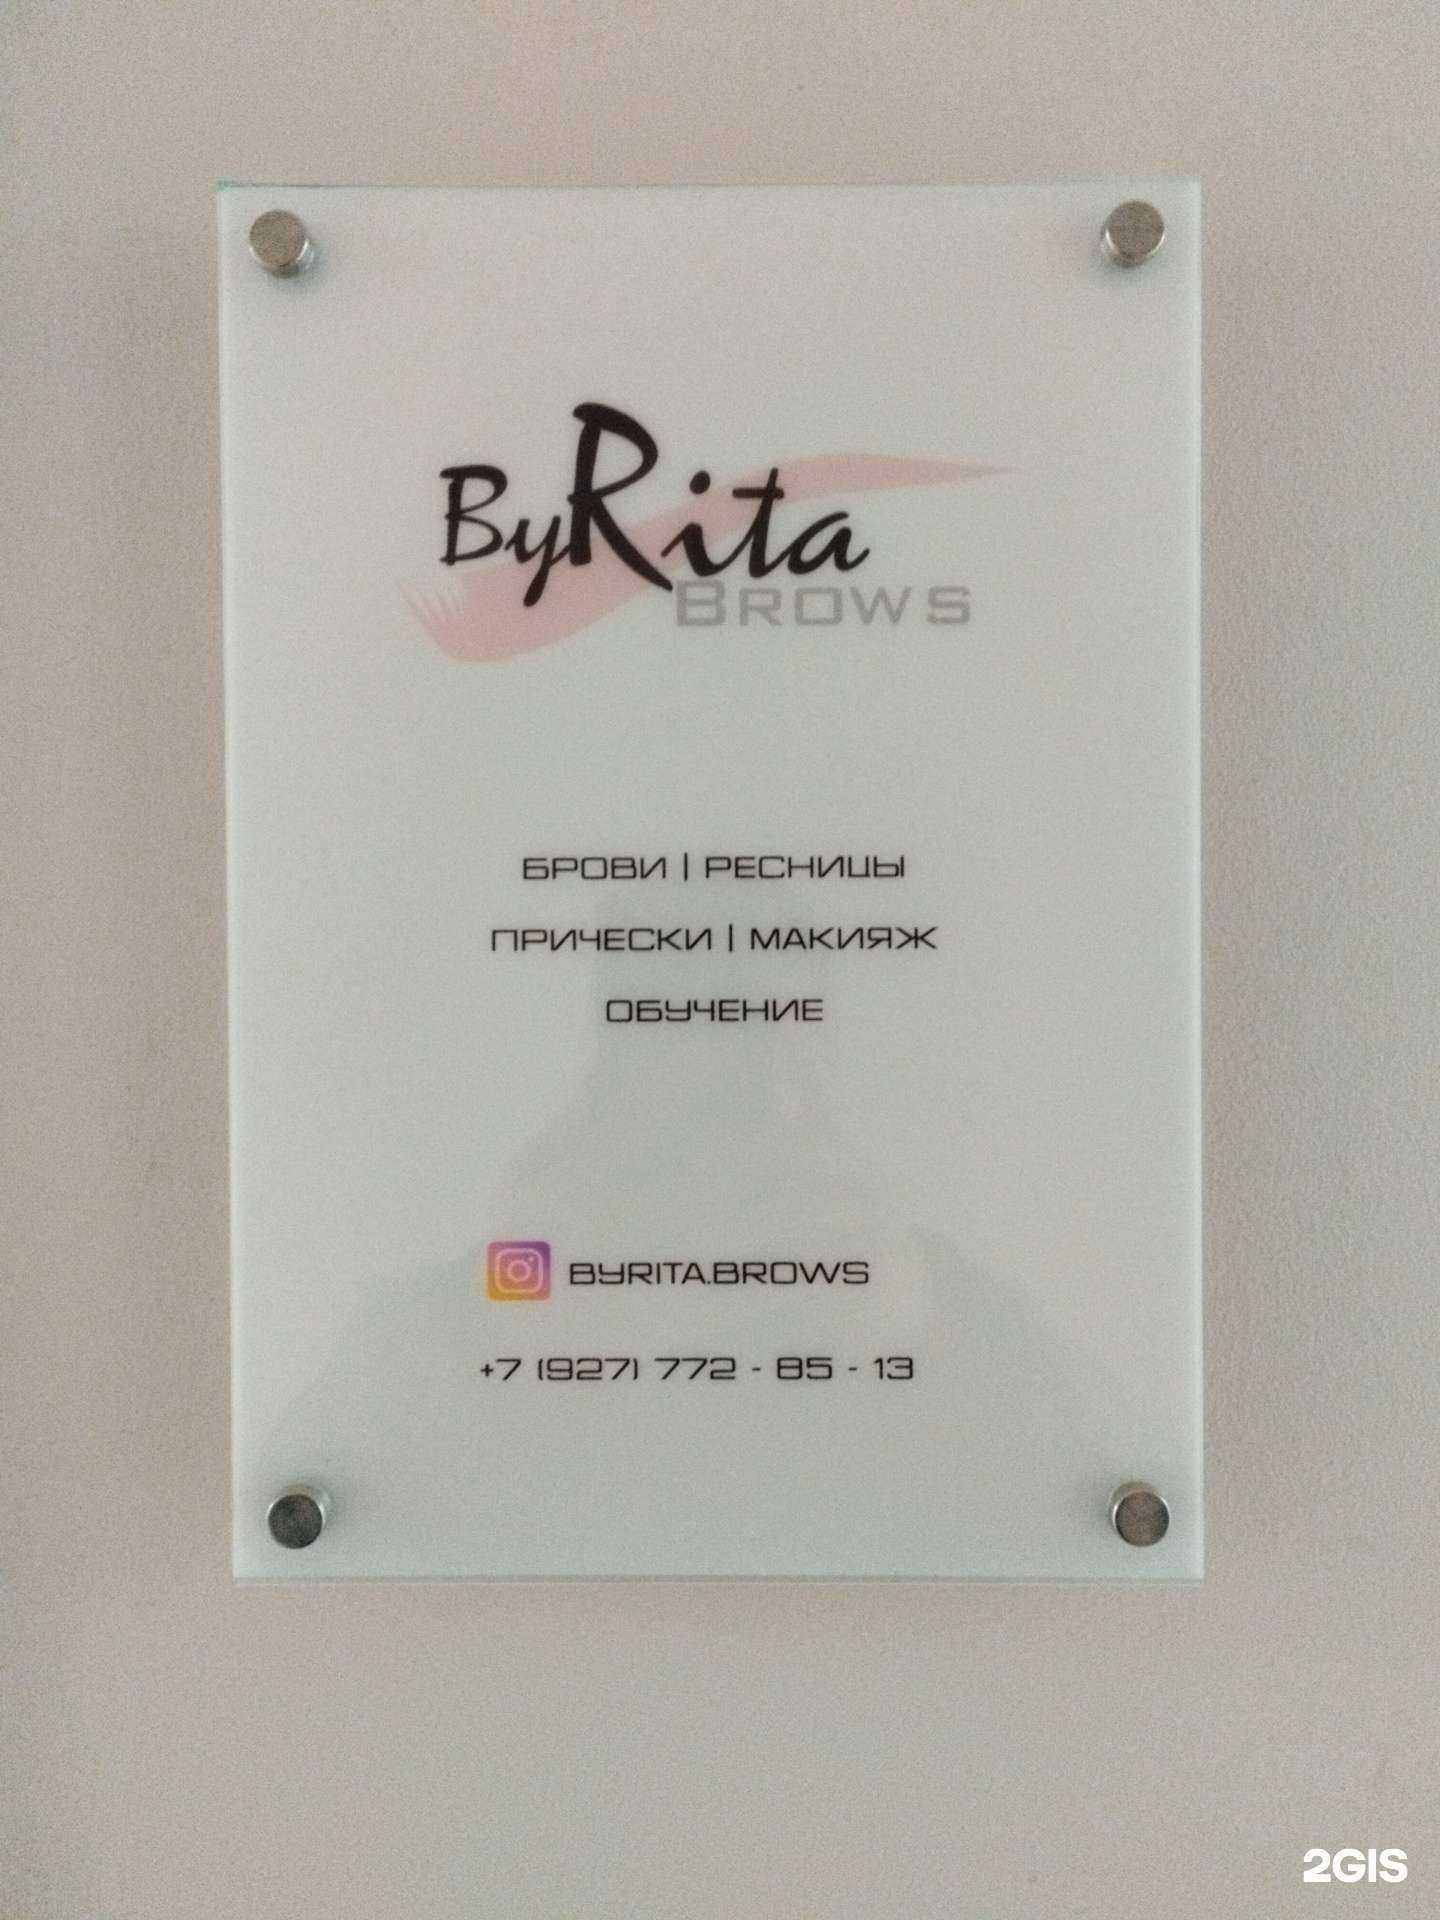 ByRita
BROWS
БРОВИ | РЕСНИЦЫ
ПРИЧЕСКИ | МАКИЯЖ
ОБУЧЕНИЕ
BYRITA.BROWS
+7 (927) 772 - 85 - 13
2GIS